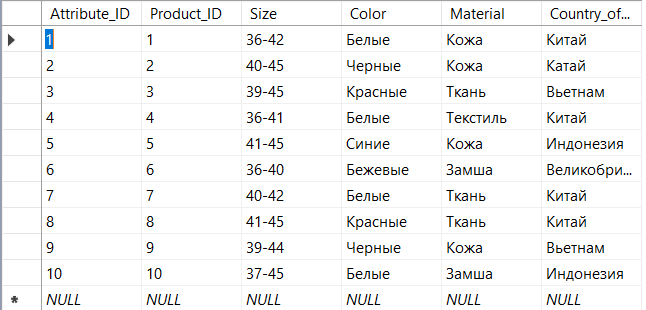 Attribute_ID Product_ID Size Color Material Country_of...
1 1 36-42 Белые Кожа Китай
2 2 40-45 Черные Кожа Катай
3 3 39-45 Красные Ткань Вьетнам
4 4 36-41 Белые Текстиль Китай
5 5 41-45 Синие Кожа Индонезия
6 6 36-40 Бежевые Замша Великобри...
7 7 40-42 Белые Ткань Китай
8 8 41-45 Красные Ткань Китай
9 9 39-44 Черные Кожа Вьетнам
10 10 37-45 Белые Замша Индонезия
* NULL NULL NULL NULL NULL NULL